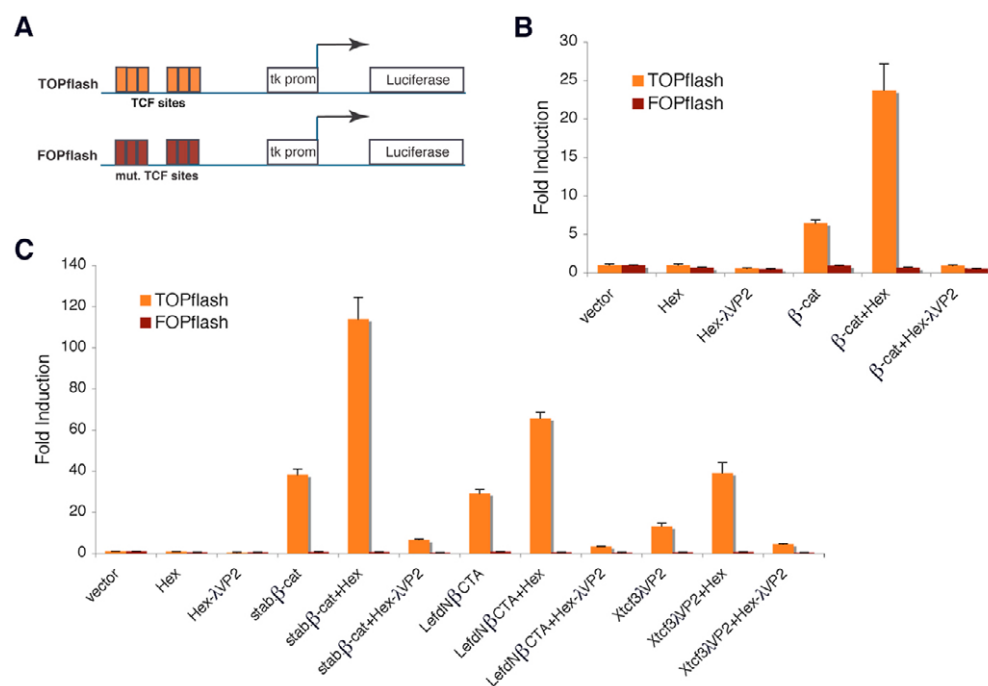 A
TOPflash
tk prom
Luciferase
TCF sites
FOPflash
tk prom
Luciferase
mut. TCF sites
B
30
25
20
15
10
5
0
Fold Induction
TOPflash
FOPflash
vector
Hex
Hex-λVP2
β-cat
β-cat+Hex
β-cat+Hex-λVP2
C
140
120
100
80
60
40
20
0
Fold Induction
TOPflash
FOPflash
vector
Hex
Hex-λVP2
stabβ-cat
stabβ-cat+Hex
stabβ-cat+Hex-λVP2
LefdNβCTA
LefdNβCTA+Hex
LefdNβCTA+Hex-λVP2
Xtcf3λVP2
Xtcf3λVP2+Hex
Xtcf3λVP2+Hex-λVP2